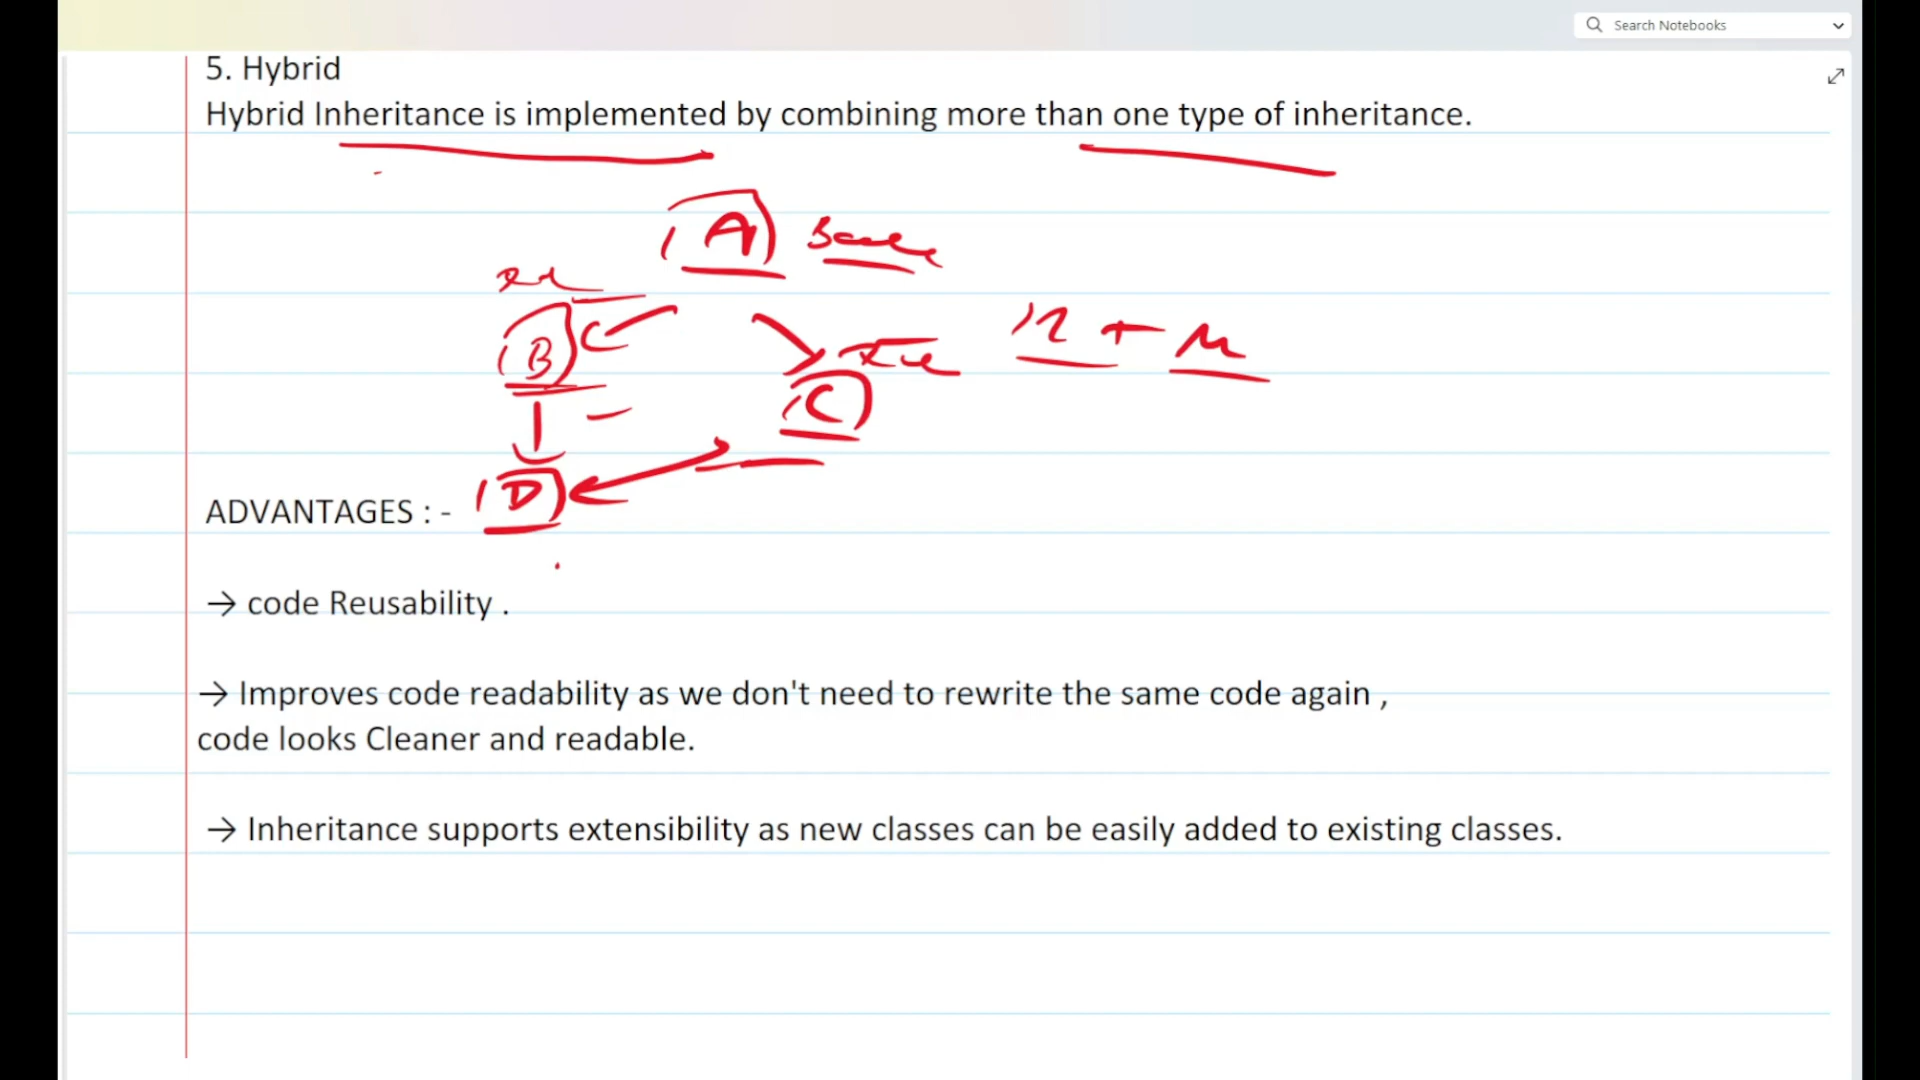 Search Notebooks
5. Hybrid
Hybrid Inheritance is implemented by combining more than one type of inheritance.
A
B
C
+ M
D
ADVANTAGES : -
→ code Reusability .
→ Improves code readability as we don't need to rewrite the same code again ,
code looks Cleaner and readable.
→ Inheritance supports extensibility as new classes can be easily added to existing classes.